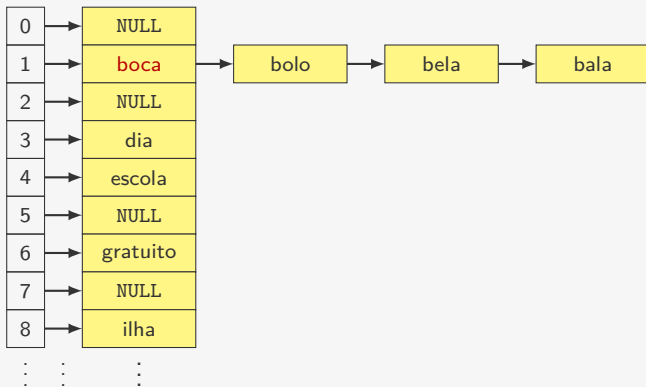 0 NULL
1 boca bolo bela bala
2 NULL
3 dia
4 escola
5 NULL
6 gratuito
7 NULL
8 ilha